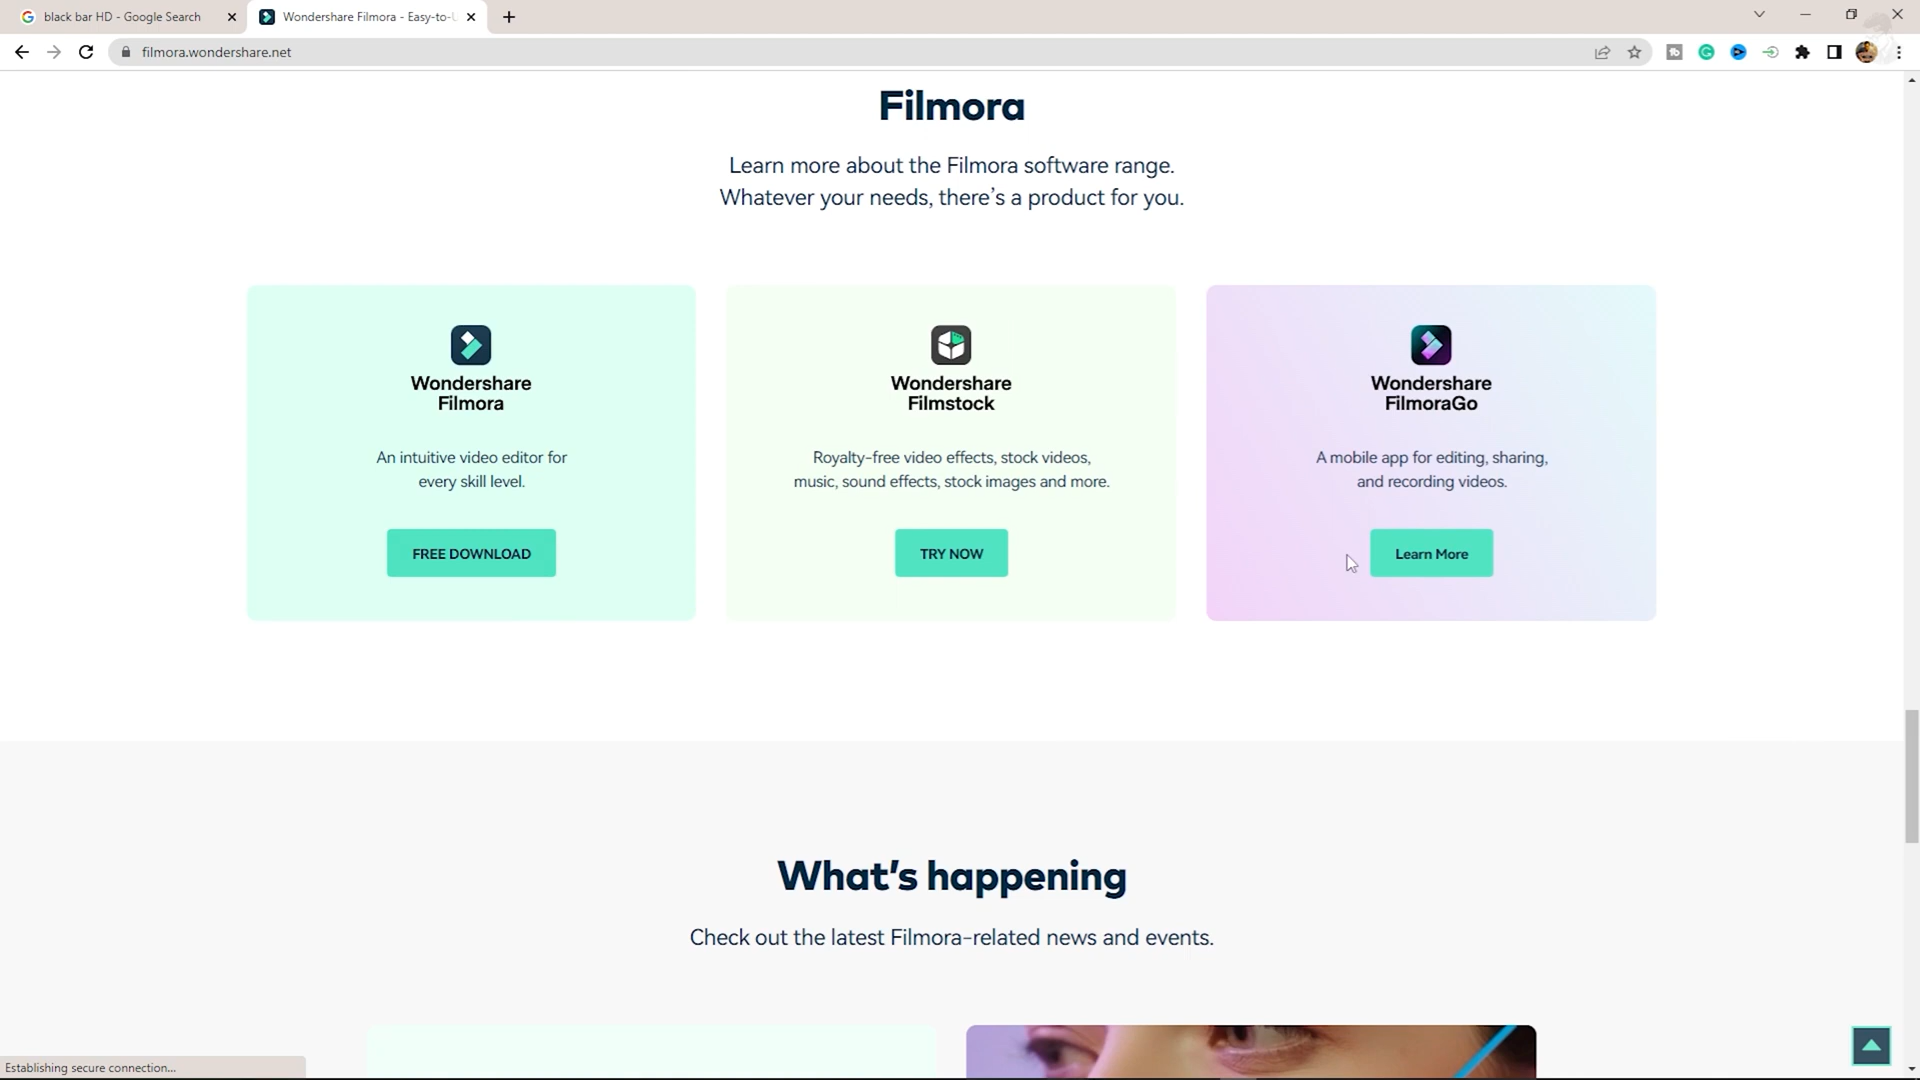 black bar HD - Google Search
Wondershare Filmora - Easy-to-U
filmora.wondershare.net
Filmora
Learn more about the Filmora software range.
Whatever your needs, there's a product for you.
Wondershare
Filmora
An intuitive video editor for
every skill level.
FREE DOWNLOAD
Wondershare
Filmstock
Royalty-free video effects, stock videos,
music, sound effects, stock images and more.
TRY NOW
Wondershare
FilmoraGo
A mobile app for editing, sharing,
and recording videos.
Learn More
What's happening
Check out the latest Filmora-related news and events.
Establishing secure connection...